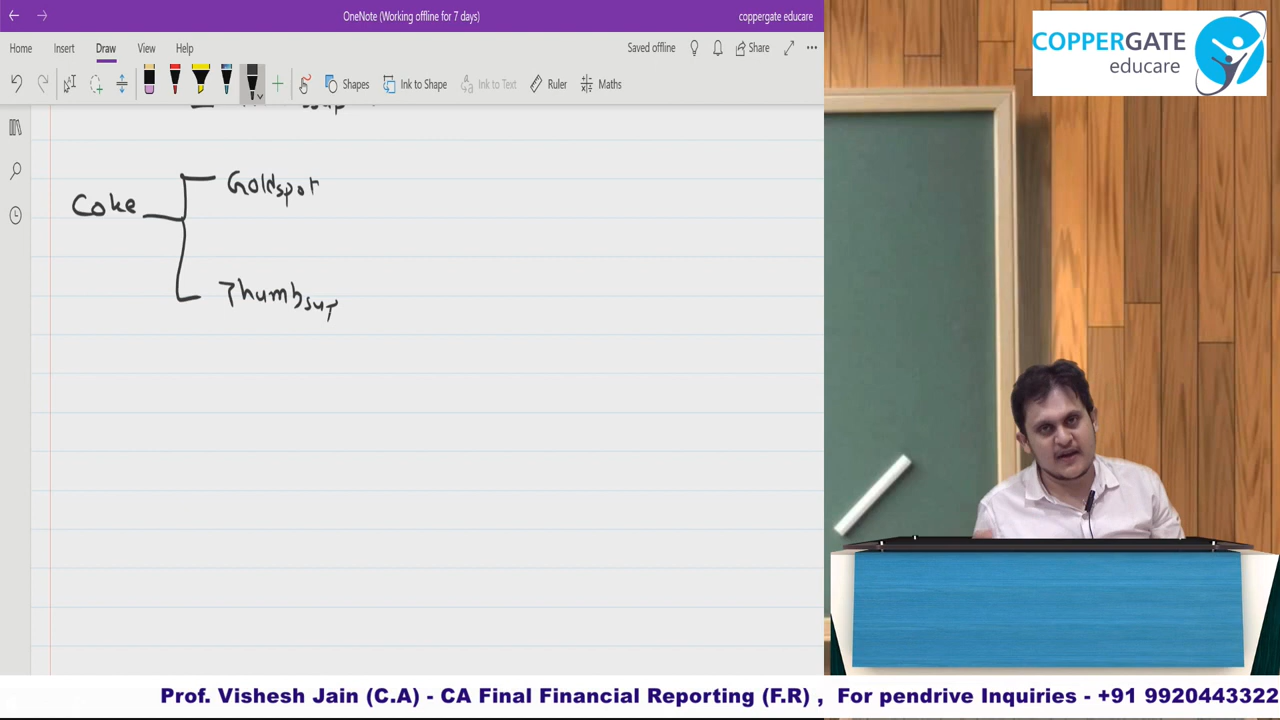 OneNote (Working offline for 7 days)
coppergate educare
Home Insert Draw View Help
Saved offline
Share
Shapes
Ink to Shape
Ink to Text
Ruler
Maths
COPPERGATE
educare
Goldspot
Coke
Thumbsup
Prof. Vishesh Jain (C.A) - CA Final Financial Reporting (F.R) , For pendrive Inquiries - +91 9920443322